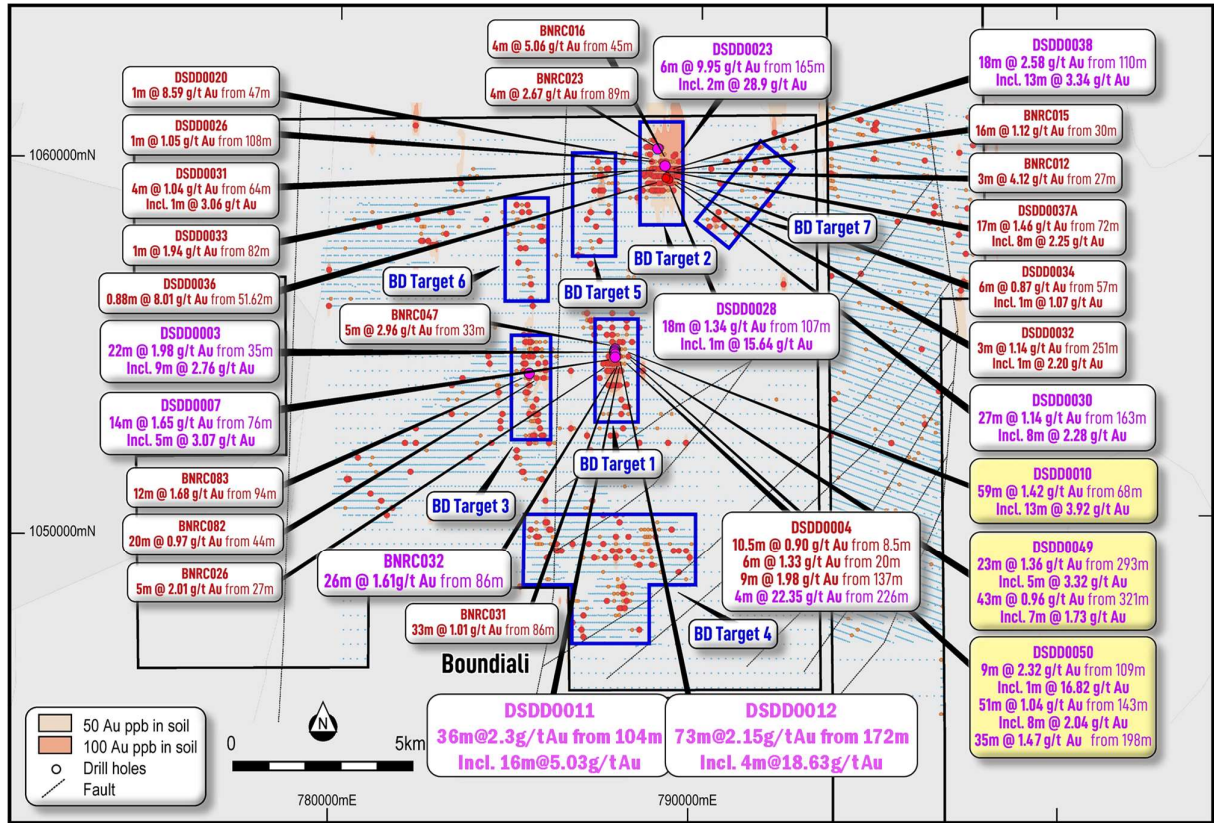 BNRC016
4m @ 5.06 g/t Au from 45m
BNRC023
4m @ 2.67 g/t Au from 89m
DSDD0023
6m @ 9.95 g/t Au from 165m
Incl. 2m @ 28.9 g/t Au
DSDD0038
18m @ 2.58 g/t Au from 110m
Incl. 13m @ 3.34 g/t Au
DSDD0020
1m @ 8.59 g/t Au from 47m
DSDD0026
1m @ 1.05 g/t Au from 108m
DSDD0031
4m @ 1.04 g/t Au from 64m
Incl. 1m @ 3.06 g/t Au
DSDD0033
1m @ 1.94 g/t Au from 82m
DSDD0036
0.88m @ 8.01 g/t Au from 51.62m
DSDD0003
22m @ 1.98 g/t Au from 35m
Incl. 9m @ 2.76 g/t Au
DSDD0007
14m @ 1.65 g/t Au from 76m
Incl. 5m @ 3.07 g/t Au
BNRC083
12m @ 1.68 g/t Au from 94m
BNRC082
20m @ 0.97 g/t Au from 44m
BNRC026
5m @ 2.01 g/t Au from 27m
BNRC047
5m @ 2.96 g/t Au from 33m
BNRC015
16m @ 1.12 g/t Au from 30m
BNRC012
3m @ 4.12 g/t Au from 27m
DSDD0037A
17m @ 1.46 g/t Au from 72m
Incl. 8m @ 2.25 g/t Au
DSDD0034
6m @ 0.87 g/t Au from 57m
Incl. 1m @ 1.07 g/t Au
DSDD0032
3m @ 1.14 g/t Au from 251m
Incl. 1m @ 2.20 g/t Au
DSDD0030
27m @ 1.14 g/t Au from 163m
Incl. 8m @ 2.28 g/t Au
DSDD0010
59m @ 1.42 g/t Au from 68m
Incl. 13m @ 3.92 g/t Au
DSDD0049
23m @ 1.36 g/t Au from 293m
Incl. 5m @ 3.32 g/t Au
43m @ 0.96 g/t Au from 321m
Incl. 7m @ 1.73 g/t Au
DSDD0050
9m @ 2.32 g/t Au from 109m
Incl. 1m @ 16.82 g/t Au
51m @ 1.04 g/t Au from 143m
Incl. 8m @ 2.04 g/t Au
35m @ 1.47 g/t Au from 198m
DSDD0028
18m @ 1.34 g/t Au from 107m
Incl. 1m @ 15.64 g/t Au
DSDD0004
10.5m @ 0.90 g/t Au from 8.5m
6m @ 1.33 g/t Au from 20m
9m @ 1.98 g/t Au from 137m
4m @ 22.35 g/t Au from 226m
BNRC032
26m @ 1.61g/t Au from 86m
BNRC031
33m @ 1.01 g/t Au from 86m
DSDD0011
36m@2.3g/tAu from 104m
Incl. 16m@5.03g/tAu
DSDD0012
73m@2.15g/tAu from 172m
Incl. 4m@18.63g/tAu
BD Target 7
BD Target 2
BD Target 6
BD Target 5
BD Target 1
BD Target 3
BD Target 4
Boundiali
1060000mN
1050000mN
780000mE
790000mE
50 Au ppb in soil
100 Au ppb in soil
Drill holes
Fault
N
0
5km